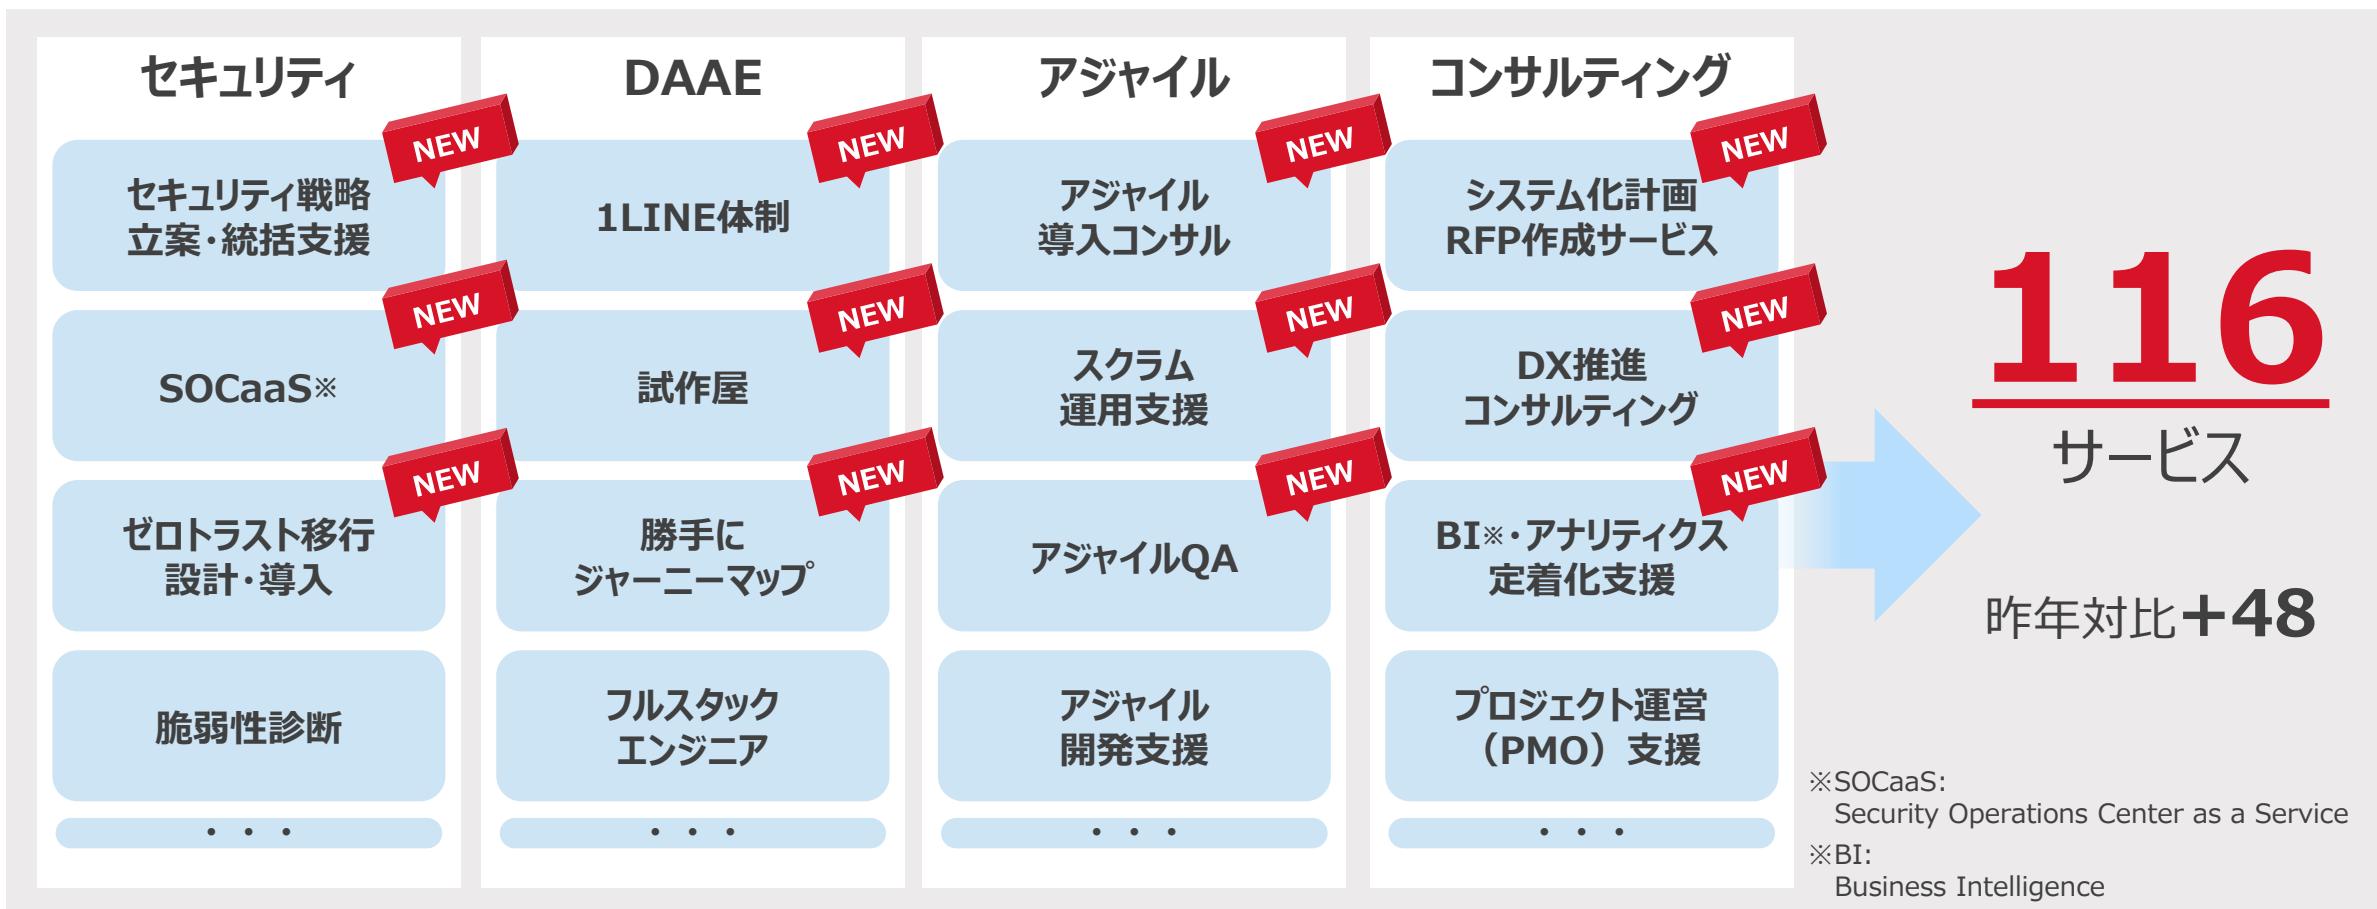 セキュリティ
NEW
セキュリティ戦略
立案・統括支援
NEW
SOCaaS※
NEW
ゼロトラスト移行
設計・導入
脆弱性診断
・・・
DAAE
NEW
1LINE体制
NEW
試作屋
NEW
勝手に
ジャーニーマップ
フルスタック
エンジニア
・・・
アジャイル
NEW
アジャイル
導入コンサル
NEW
スクラム
運用支援
NEW
アジャイルQA
アジャイル
開発支援
・・・
コンサルティング
NEW
システム化計画
RFP作成サービス
NEW
DX推進
コンサルティング
NEW
BI※・アナリティクス
定着化支援
プロジェクト運営
（PMO）支援
・・・
116
サービス
昨年対比+48
※SOCaaS:
Security Operations Center as a Service
※BI:
Business Intelligence